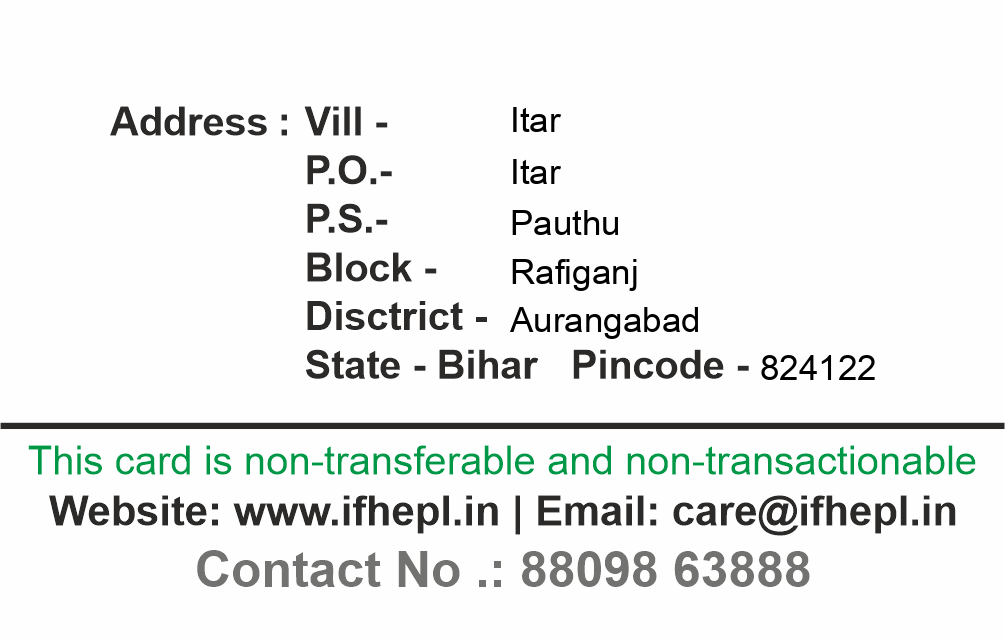 Address : Vill - Itar
P.O.- Itar
P.S.- Pauthu
Block - Rafiganj
Disctrict - Aurangabad
State - Bihar Pincode - 824122
This card is non-transferable and non-transactionable
Website: www.ifhepl.in | Email: care@ifhepl.in
Contact No .: 88098 63888